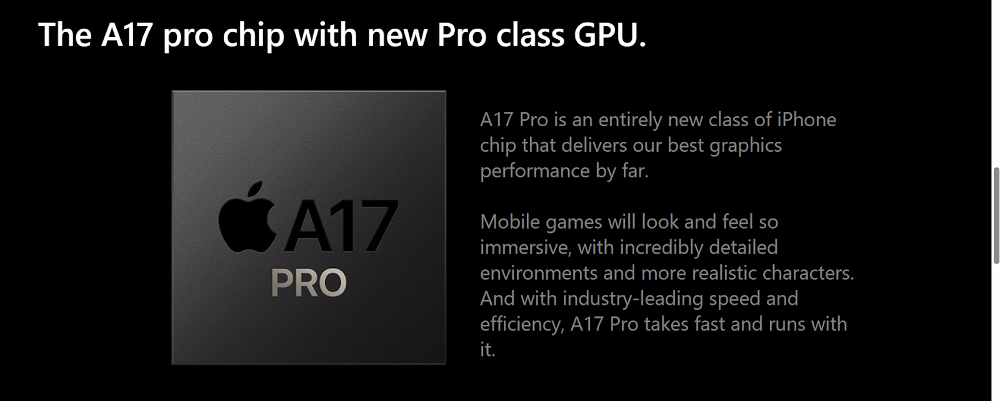 The A17 pro chip with new Pro class GPU.
A17
PRO
A17 Pro is an entirely new class of iPhone
chip that delivers our best graphics
performance by far.
Mobile games will look and feel so
immersive, with incredibly detailed
environments and more realistic characters.
And with industry-leading speed and
efficiency, A17 Pro takes fast and runs with
it.